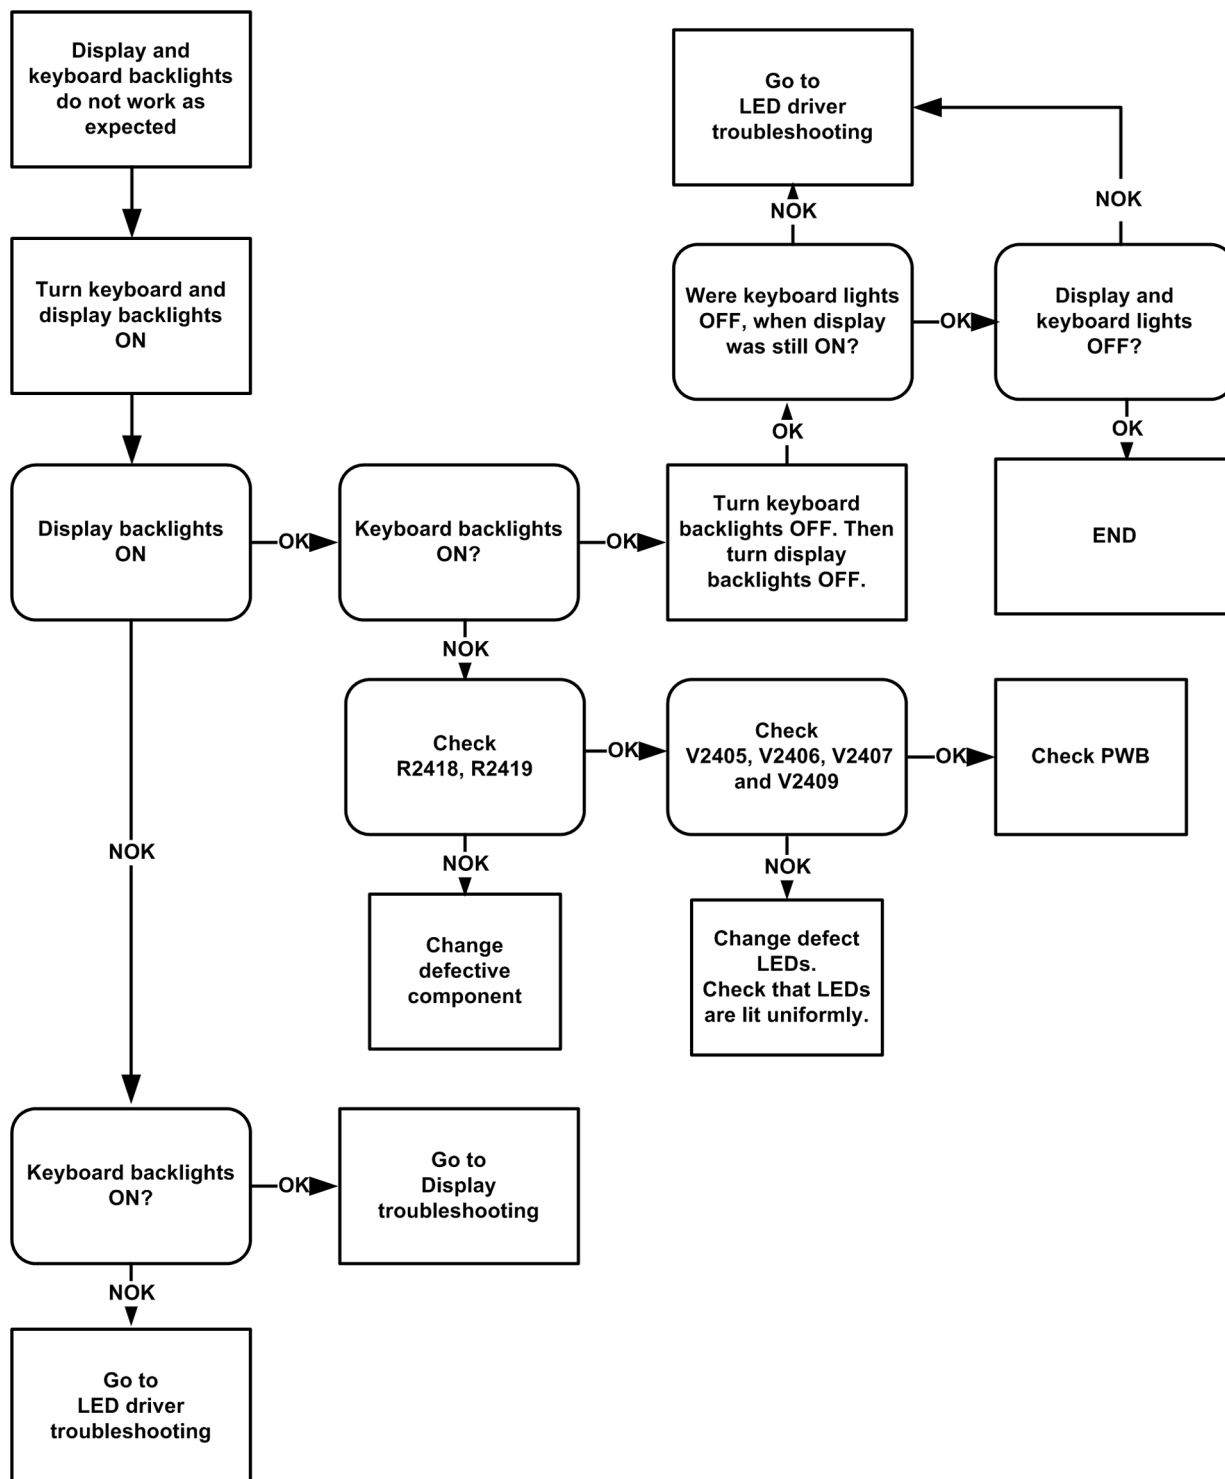 Display and
keyboard backlights
do not work as
expected
Go to
LED driver
troubleshooting
NOK
NOK
Turn keyboard and
display backlights
ON
Were keyboard lights
OFF, when display
was still ON?
OK
Display and
keyboard lights
OFF?
OK
OK
Display backlights
ON
OK
Keyboard backlights
ON?
OK
Turn keyboard
backlights OFF. Then
turn display
backlights OFF.
END
NOK
Check
R2418, R2419
OK
Check
V2405, V2406, V2407
and V2409
OK
Check PWB
NOK
NOK
NOK
Change
defective
component
Change defect
LEDs.
Check that LEDs
are lit uniformly.
Keyboard backlights
ON?
OK
Go to
Display
troubleshooting
NOK
Go to
LED driver
troubleshooting